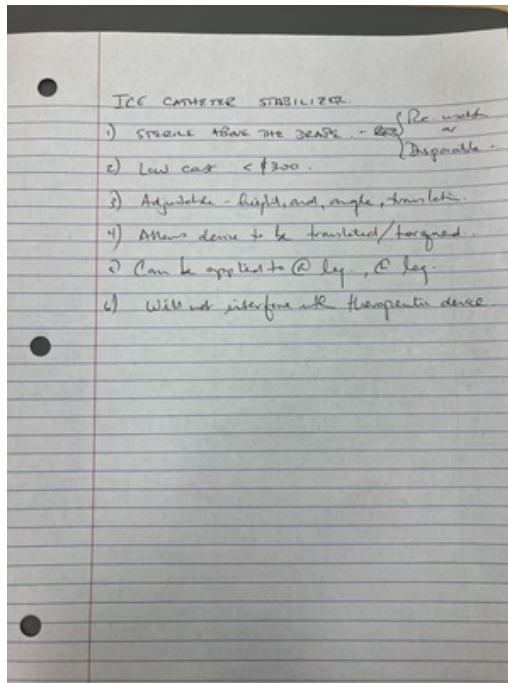 ICE CATHETER STABILIZER.
1) STERILE ABOVE THE DRAPE. - { Re-usable or Disposable.
2) Low cost < $300.
3) Adjustable - height, and, angle, translation.
4) Allows device to be translated/torqued.
5) Can be applied to Ⓡ leg, Ⓛ leg.
6) Will not interfere with therapeutic device.